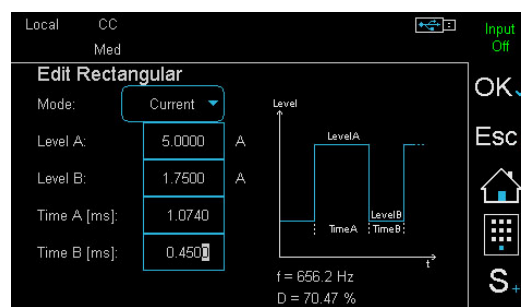 Local CC
Med
Input
Off
Edit Rectangular
OK
Mode: Current
Level
Level A: 5.0000 A
LevelA
Esc
Level B: 1.7500 A
LevelB
Time A [ms]: 1.0740
TimeA TimeB
Time B [ms]: 0.4500
t
f = 656.2 Hz
D = 70.47 %
S+